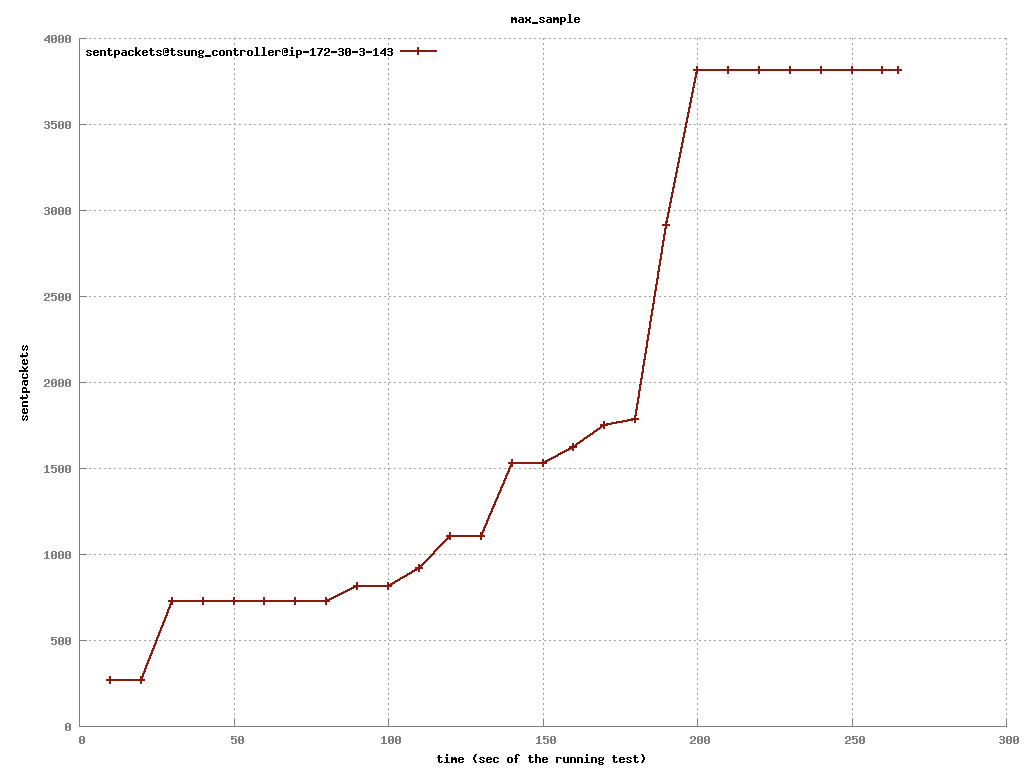 max_sample
4000
sentpackets@tsung_controller@ip-172-30-3-143
3500
3000
2500
2000
1500
1000
500
0
sentpackets
0 50 100 150 200 250 300
time (sec of the running test)